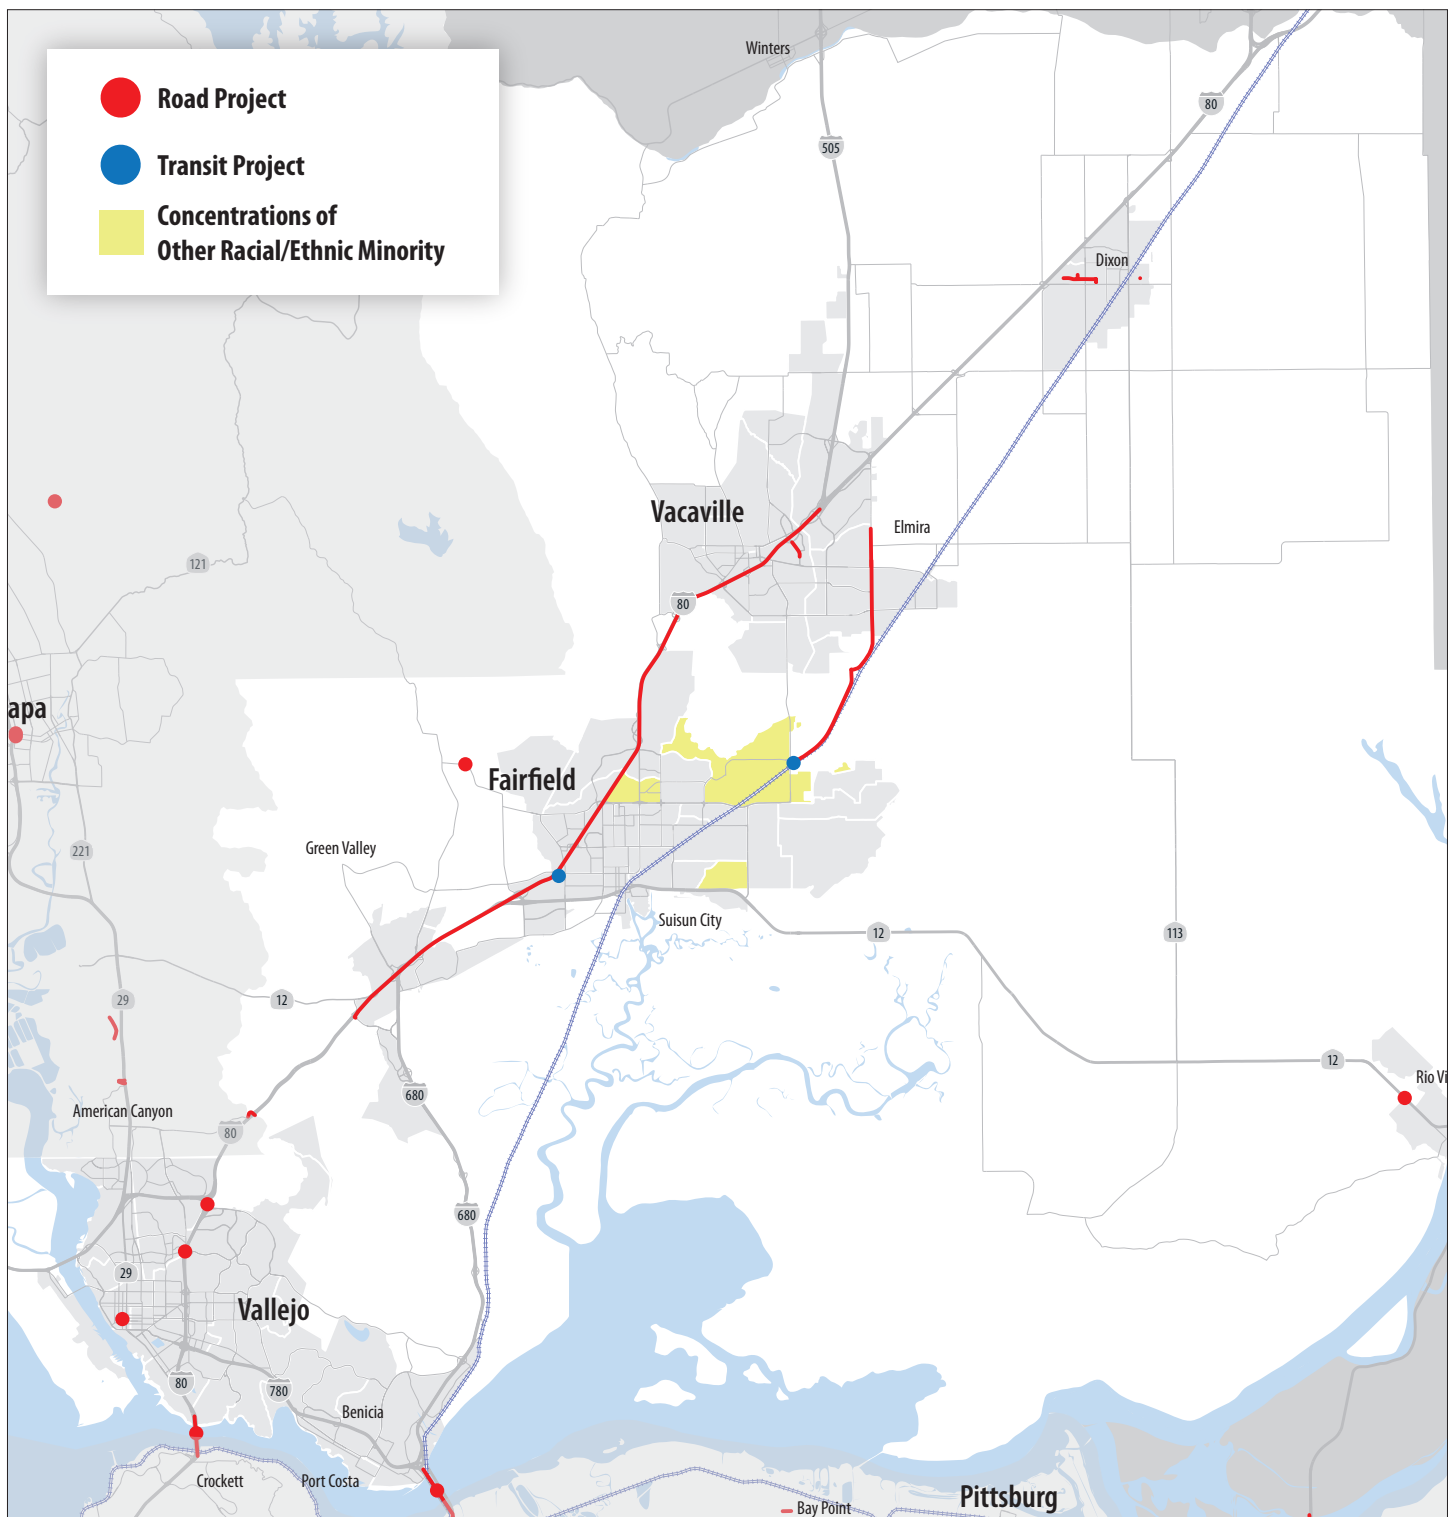 Winters
Road Project
80
505
Transit Project
Concentrations of
Other Racial/Ethnic Minority
Dixon
Vacaville
Elmira
121
80
apa
Fairfield
Green Valley
221
Suisun City
12
113
12
29
12
Rio Vi
680
American Canyon
80
680
29
Vallejo
80
780
Benicia
Crockett
Port Costa
Pittsburg
Bay Point